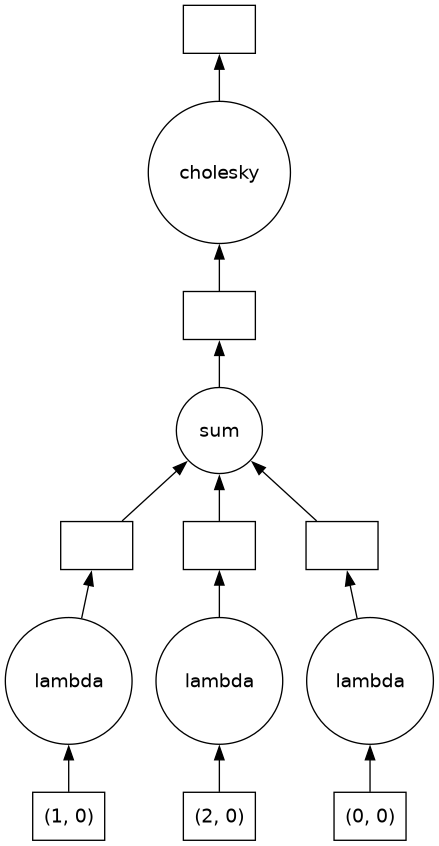 cholesky
sum
lambda
lambda
lambda
(1, 0)
(2, 0)
(0, 0)